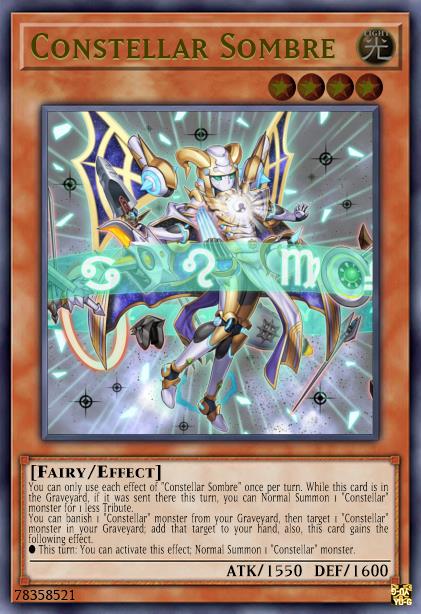 CONSTELLAR SOMBRE
LIGHT
光
♋ ♌ ♍
[FAIRY/EFFECT]
You can only use each effect of "Constellar Sombre" once per turn. While this card is in
the Graveyard, if it was sent there this turn, you can Normal Summon 1 "Constellar"
monster for 1 less Tribute.
You can banish 1 "Constellar" monster from your Graveyard, then target 1 "Constellar"
monster in your Graveyard; add that target to your hand, also, this card gains the
following effect.
● This turn: You can activate this effect; Normal Summon 1 "Constellar" monster.
ATK/1550 DEF/1600
78358521